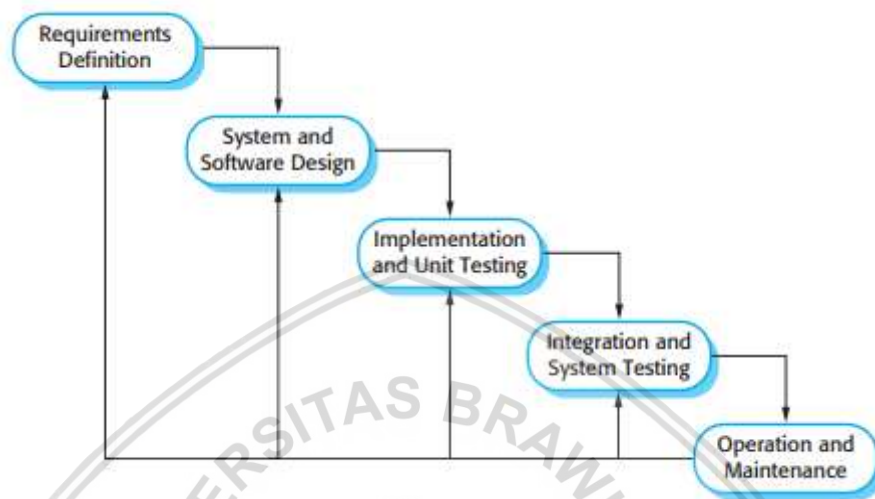 Requirements
Definition
System and
Software Design
Implementation
and Unit Testing
Integration and
System Testing
Operation and
Maintenance